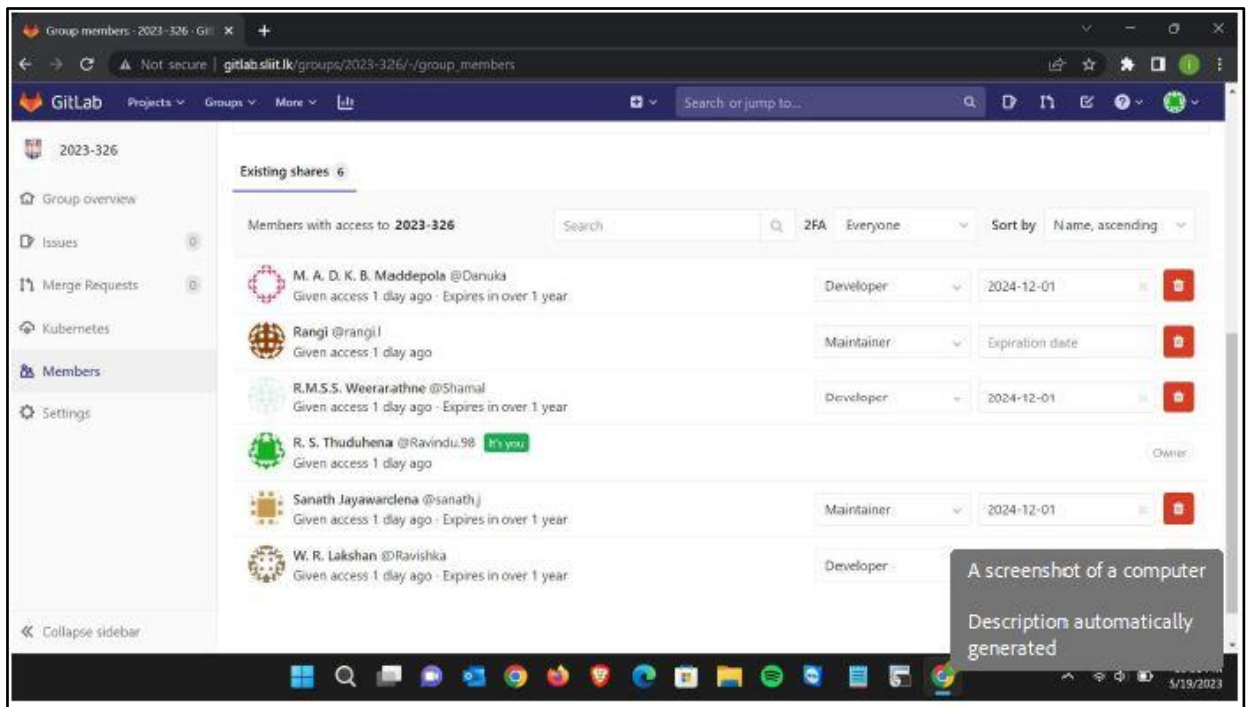 Group members · 2023-326 · Git
Not secure | gitlab.sliit.lk/groups/2023-326/-/group_members
GitLab Projects Groups More Search or jump to...
2023-326
Group overview
Issues 0
Merge Requests 0
Kubernetes
Members
Settings
Collapse sidebar
Existing shares 6
Members with access to 2023-326 Search 2FA Everyone Sort by Name, ascending
M. A. D. K. B. Maddepola @Danuka Developer 2024-12-01
Given access 1 day ago · Expires in over 1 year
Rangi @rangi.l Maintainer Expiration date
Given access 1 day ago
R.M.S.S. Weerarathne @Shamal Developer 2024-12-01
Given access 1 day ago · Expires in over 1 year
R. S. Thuduhena @Ravindu.98 It's you Owner
Given access 1 day ago
Sanath Jayawardena @sanath.j Maintainer 2024-12-01
Given access 1 day ago · Expires in over 1 year
W. R. Lakshan @Ravishka Developer
Given access 1 day ago · Expires in over 1 year
A screenshot of a computer
Description automatically
generated
5/19/2023